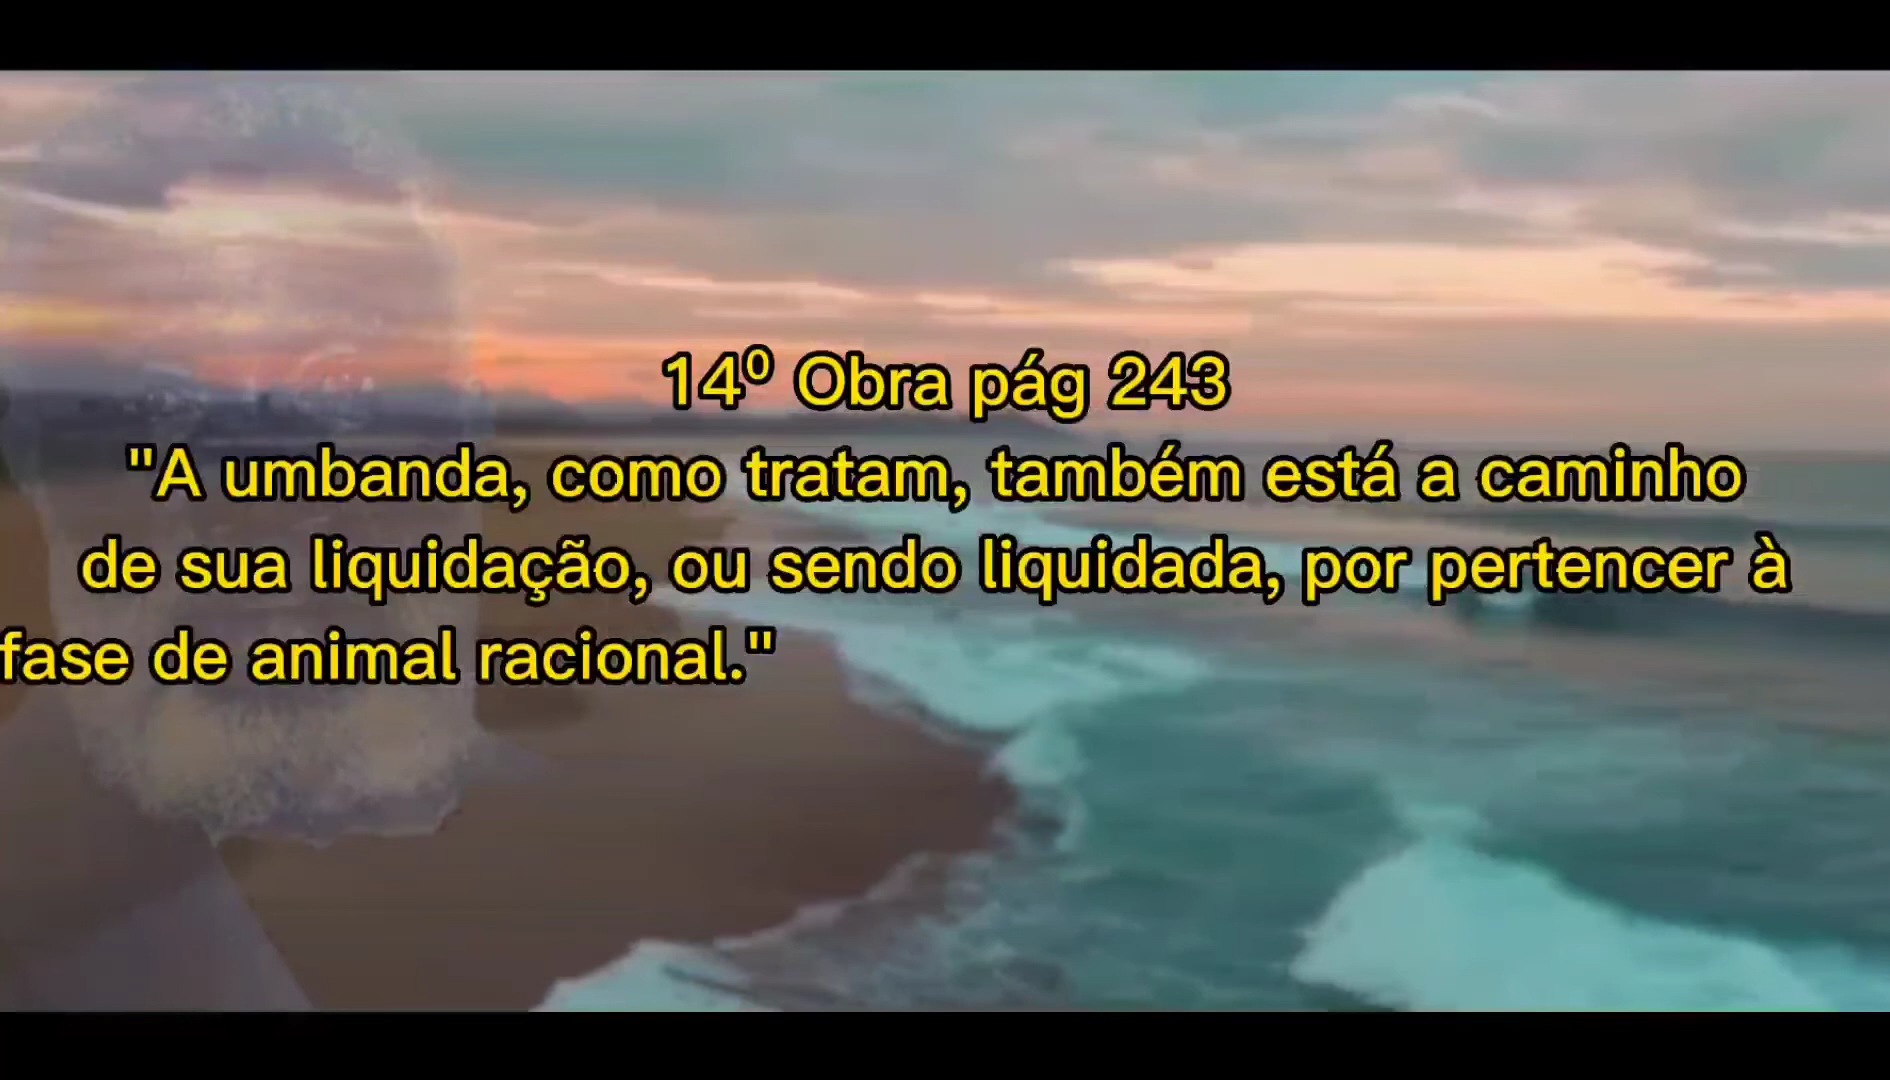 14º Obra pág 243
"A umbanda, como tratam, também está a caminho
de sua liquidação, ou sendo liquidada, por pertencer à
fase de animal racional."